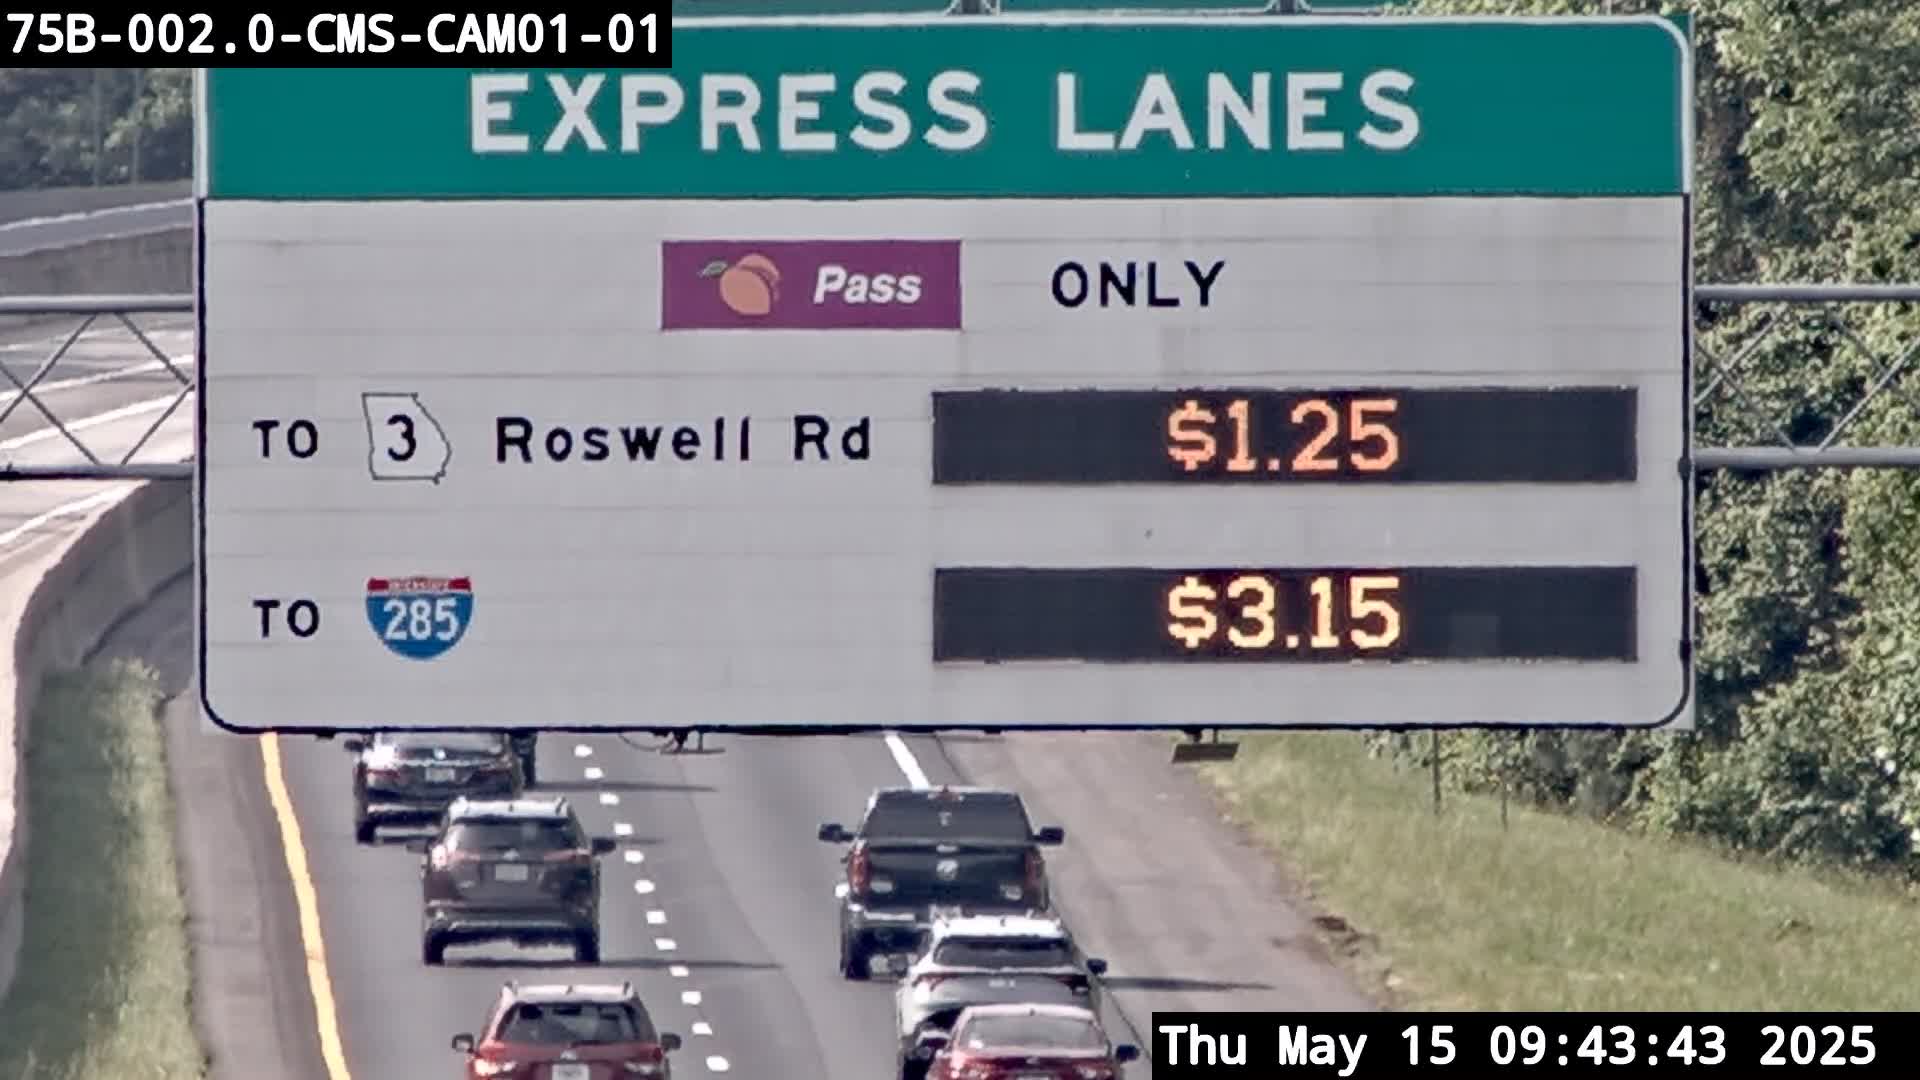 75B-002.0-CMS-CAM01-01
EXPRESS LANES
Pass ONLY
TO 3 Roswell Rd $1.25
TO INTERSTATE 285 $3.15
Thu May 15 09:43:43 2025